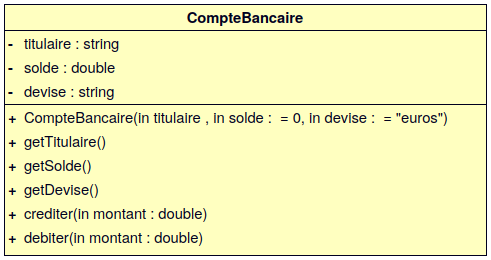 CompteBancaire
- titulaire : string
- solde : double
- devise : string
+ CompteBancaire(in titulaire , in solde :  = 0, in devise :  = "euros")
+ getTitulaire()
+ getSolde()
+ getDevise()
+ crediter(in montant : double)
+ debiter(in montant : double)